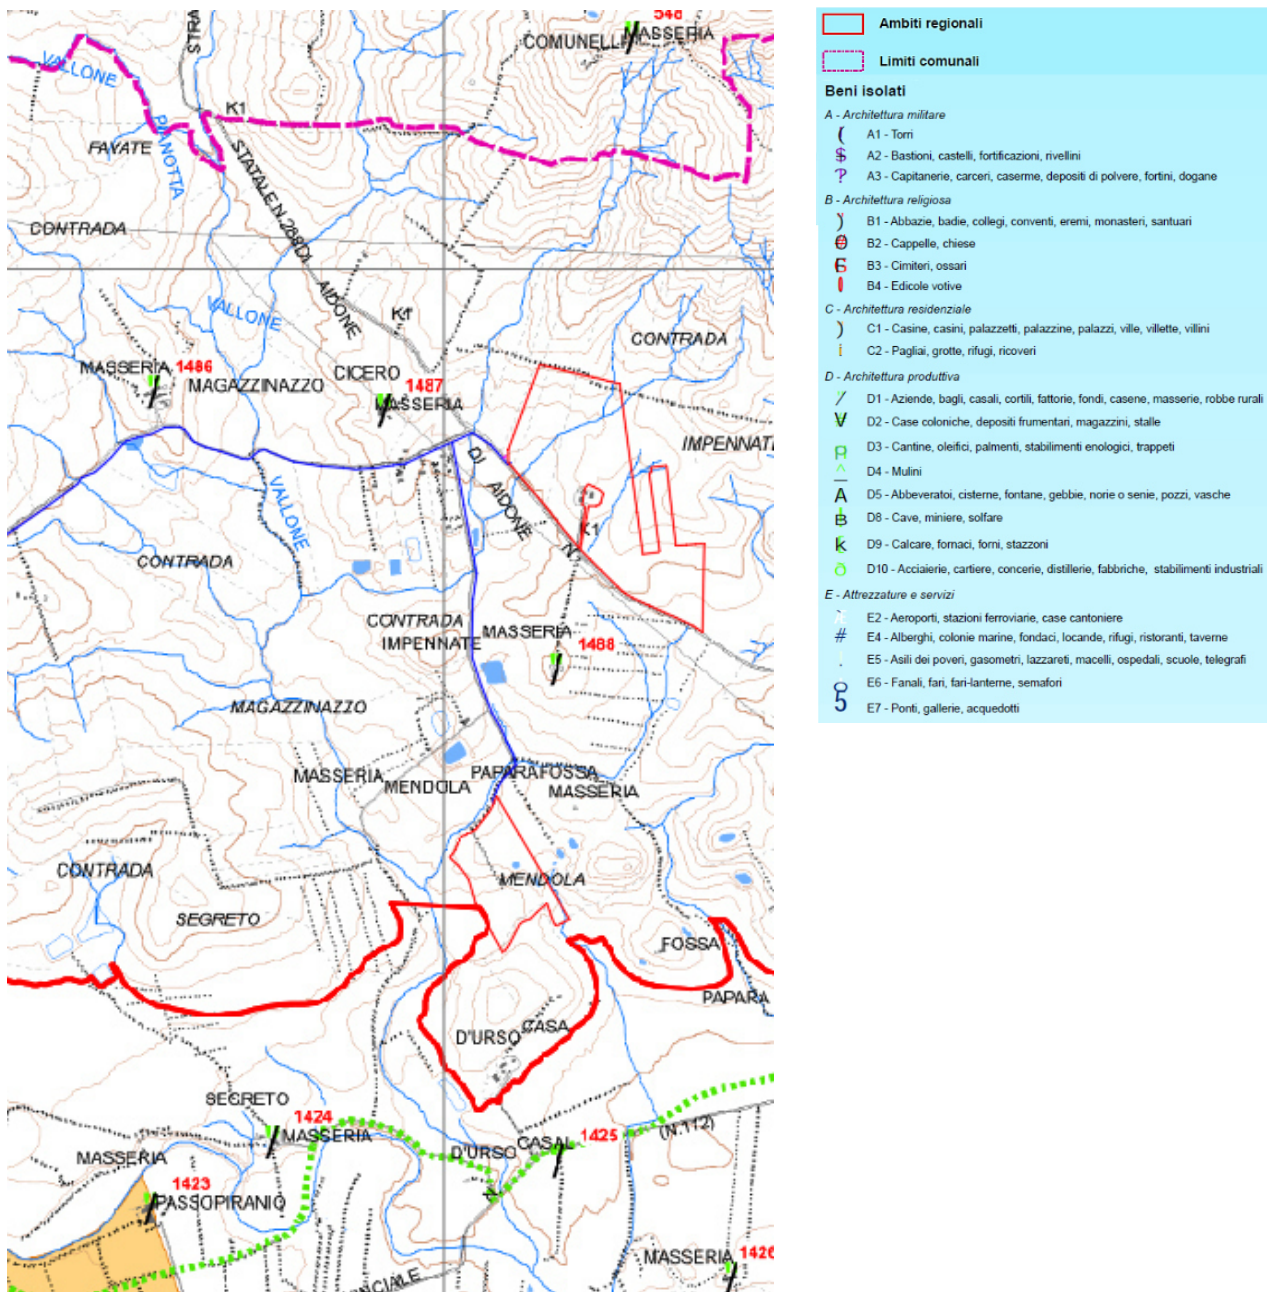 548
MASSERIA
COMUNELLI
STRA
VALLONE
K1
PIANOTTA
FAVATE
STATALE N.288DI AIDONE
CONTRADA
VALLONE
K1
CONTRADA
MASSERIA 1486
MAGAZZINAZZO
CICERO
1487
MASSERIA
IMPENNATE
DI AIDONE
N.
K1
VALLONE
CONTRADA
CONTRADA
IMPENNATE
MASSERIA
1488
MAGAZZINAZZO
MASSERIA
MENDOLA
PAPARAFOSSA
MASSERIA
CONTRADA
MENDOLA
SEGRETO
FOSSA
PAPARA
D'URSO
CASA
SEGRETO
1424
MASSERIA
1425
CASAL
D'URSO
(N.112)
MASSERIA
1423
PASSOPIRANIO
MASSERIA
1426
NCIALE
Ambiti regionali
Limiti comunali
Beni isolati
A - Architettura militare
A1 - Torri
A2 - Bastioni, castelli, fortificazioni, rivellini
A3 - Capitanerie, carceri, caserme, depositi di polvere, fortini, dogane
B - Architettura religiosa
B1 - Abbazie, badie, collegi, conventi, eremi, monasteri, santuari
B2 - Cappelle, chiese
B3 - Cimiteri, ossari
B4 - Edicole votive
C - Architettura residenziale
C1 - Casine, casini, palazzetti, palazzine, palazzi, ville, villette, villini
C2 - Pagliai, grotte, rifugi, ricoveri
D - Architettura produttiva
D1 - Aziende, bagli, casali, cortili, fattorie, fondi, casene, masserie, robbe rurali
D2 - Case coloniche, depositi frumentari, magazzini, stalle
D3 - Cantine, oleifici, palmenti, stabilimenti enologici, trappeti
D4 - Mulini
D5 - Abbeveratoi, cisterne, fontane, gebbie, norie o senie, pozzi, vasche
D8 - Cave, miniere, solfare
D9 - Calcare, fornaci, forni, stazzoni
D10 - Acciaierie, cartiere, concerie, distillerie, fabbriche, stabilimenti industriali
E - Attrezzature e servizi
E2 - Aeroporti, stazioni ferroviarie, case cantoniere
E4 - Alberghi, colonie marine, fondaci, locande, rifugi, ristoranti, taverne
E5 - Asili dei poveri, gasometri, lazzareti, macelli, ospedali, scuole, telegrafi
E6 - Fanali, fari, fari-lanterne, semafori
E7 - Ponti, gallerie, acquedotti